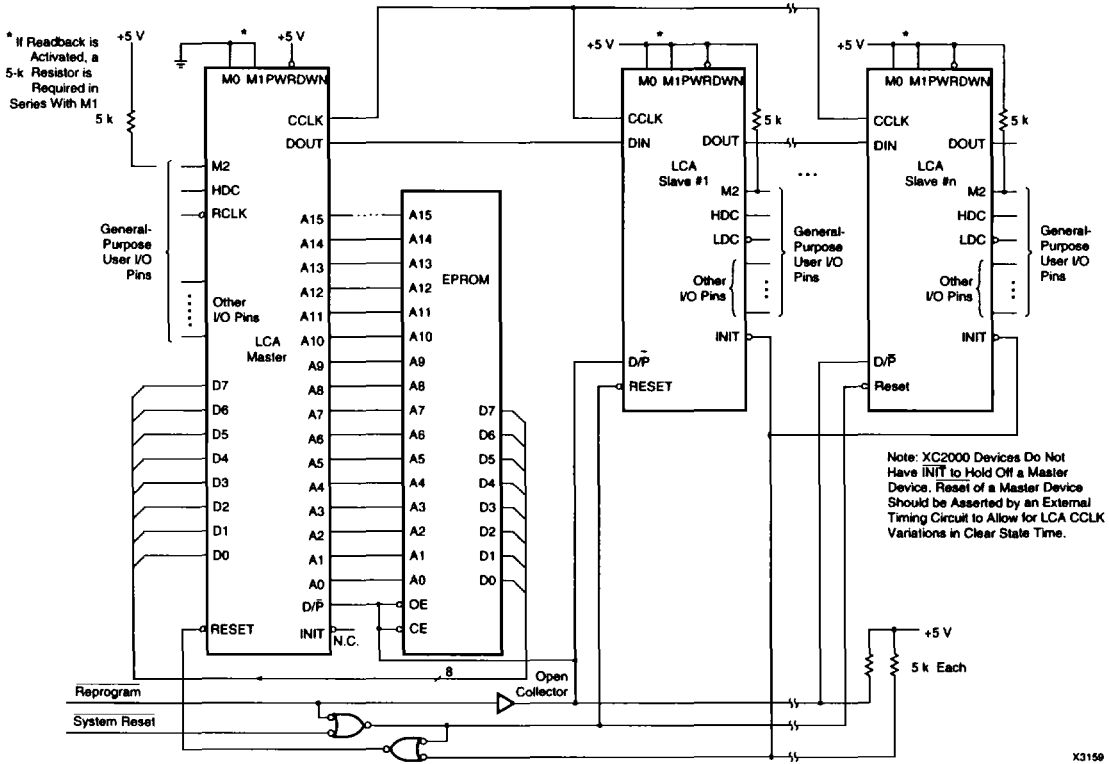 * If Readback is
Activated, a
5-k Resistor is
Required in
Series With M1
+5 V
5 k
*
+5 V
M0 M1 PWRDWN
CCLK
DOUT
M2
HDC
RCLK
General-
Purpose
User I/O
Pins
Other
I/O Pins
LCA
Master
A15
A14
A13
A12
A11
A10
A9
A8
A7
A6
A5
A4
A3
A2
A1
A0
D/P
INIT
N.C.
D7
D6
D5
D4
D3
D2
D1
D0
RESET
EPROM
A15
A14
A13
A12
A11
A10
A9
A8
A7
A6
A5
A4
A3
A2
A1
A0
OE
CE
D7
D6
D5
D4
D3
D2
D1
D0
8
+5 V
*
M0 M1 PWRDWN
5 k
CCLK
DIN
DOUT
LCA
Slave #1
M2
HDC
LDC
Other
I/O Pins
General-
Purpose
User I/O
Pins
INIT
D/P
RESET
...
+5 V
*
M0 M1 PWRDWN
5 k
CCLK
DIN
DOUT
LCA
Slave #n
M2
HDC
LDC
Other
I/O Pins
General-
Purpose
User I/O
Pins
INIT
D/P
Reset
Note: XC2000 Devices Do Not
Have INIT to Hold Off a Master
Device. Reset of a Master Device
Should be Asserted by an External
Timing Circuit to Allow for LCA CCLK
Variations in Clear State Time.
+5 V
5 k Each
Reprogram
Open
Collector
System Reset
X3159